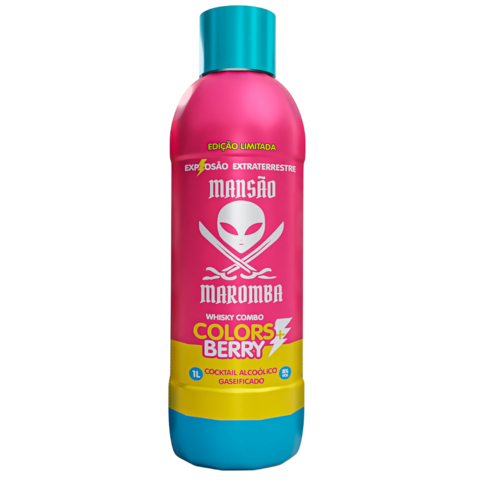 EDIÇÃO LIMITADA
EXPLOSÃO EXTRATERRESTRE
MANSÃO
MAROMBA
WHISKY COMBO
COLORS+
BERRY
1L
COCKTAIL ALCOÓLICO
GASEIFICADO